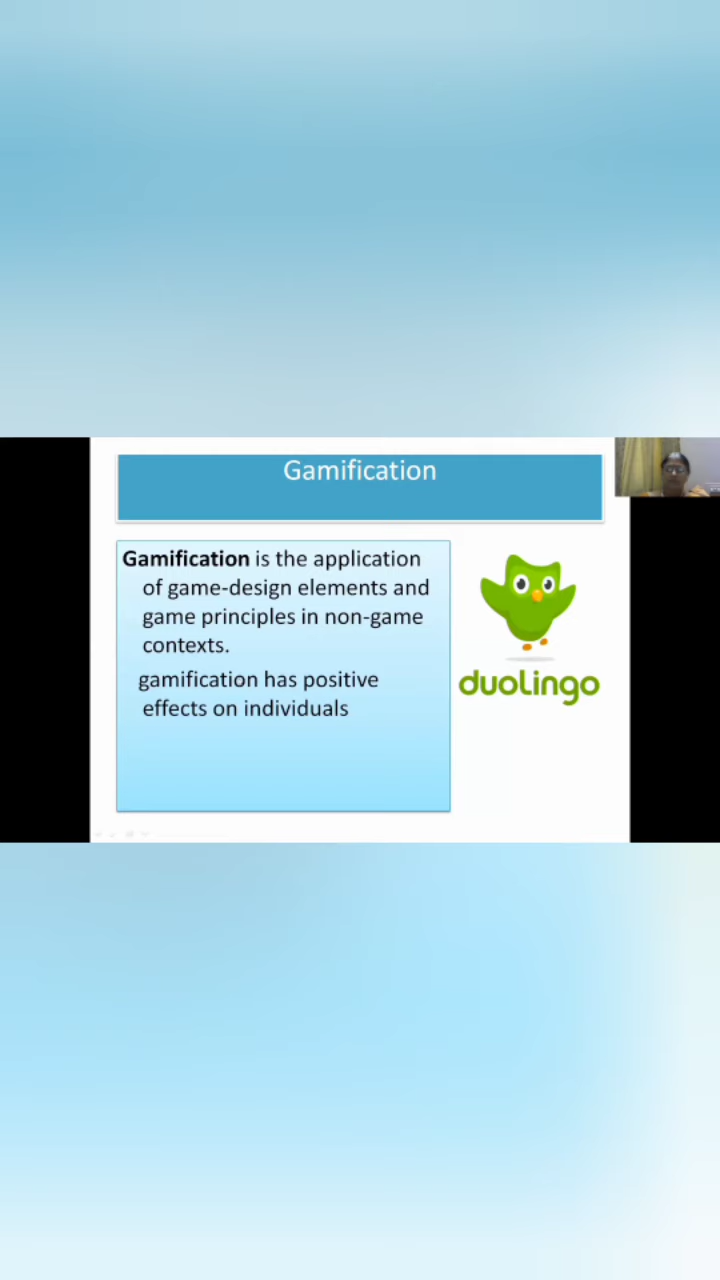 Gamification
Gamification is the application
of game-design elements and
game principles in non-game
contexts.
gamification has positive
effects on individuals
duolingo